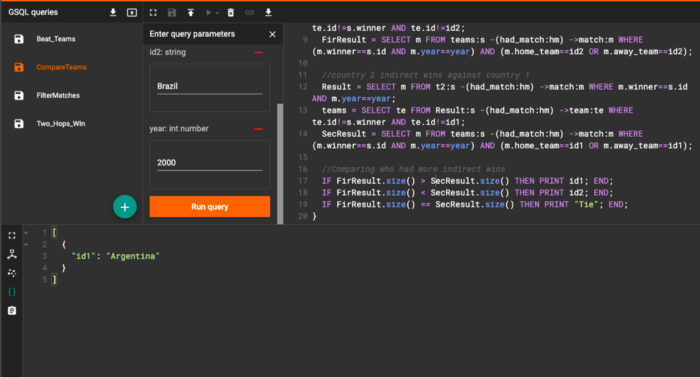 GSQL queries
Beat_Teams
CompareTeams
FilterMatches
Two_Hops_Win
Enter query parameters
id2: string
Brazil
year: int number
2000
Run query
te.id!=s.winner AND te.id!=id2;
9 FirResult = SELECT m FROM teams:s -(had_match:hm) ->match:m WHERE
(m.winner==s.id AND m.year==year) AND (m.home_team==id2 OR m.away_team==id2);
10
11 //country 2 indirect wins against country 1
12 Result = SELECT m FROM t2:s -(had_match:hm) ->match:m WHERE m.winner==s.id
AND m.year==year;
13 teams = SELECT te FROM Result:s -(had_match:hm) ->team:te WHERE
te.id!=s.winner AND te.id!=id1;
14 SecResult = SELECT m FROM teams:s -(had_match:hm) ->match:m WHERE
(m.winner==s.id AND m.year==year) AND (m.home_team==id1 OR m.away_team==id1);
15
16 //Comparing who had more indirect wins
17 IF FirResult.size() > SecResult.size() THEN PRINT id1; END;
18 IF FirResult.size() < SecResult.size() THEN PRINT id2; END;
19 IF FirResult.size() == SecResult.size() THEN PRINT "Tie"; END;
20 }
1 [
2 {
3 "id1": "Argentina"
4 }
5 ]